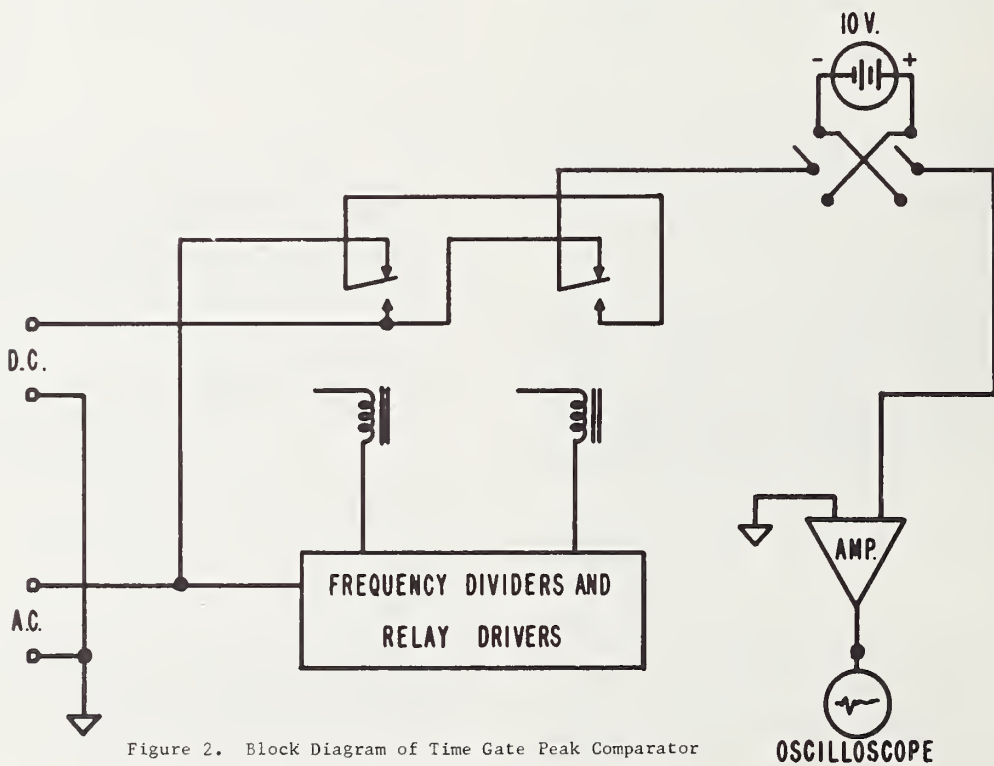 10 V.
- +
D.C.
A.C.
FREQUENCY DIVIDERS AND
RELAY DRIVERS
AMP.
OSCILLOSCOPE
Figure 2. Block Diagram of Time Gate Peak Comparator